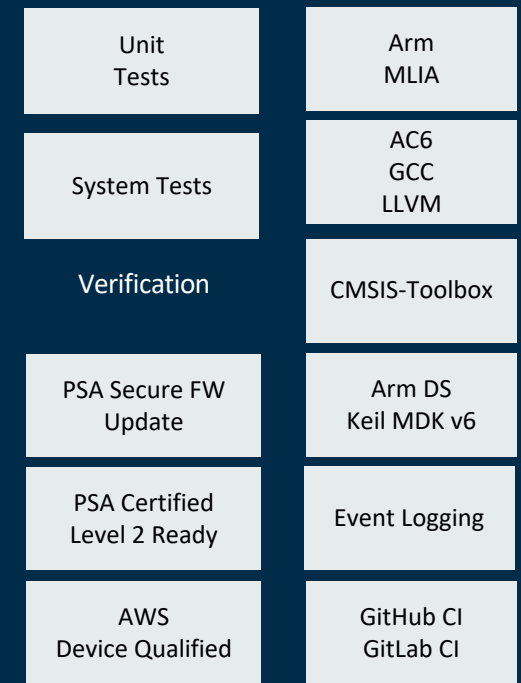 Unit
Tests
System Tests
Verification
PSA Secure FW
Update
PSA Certified
Level 2 Ready
AWS
Device Qualified
Arm
MLIA
AC6
GCC
LLVM
CMSIS-Toolbox
Arm DS
Keil MDK v6
Event Logging
GitHub CI
GitLab CI